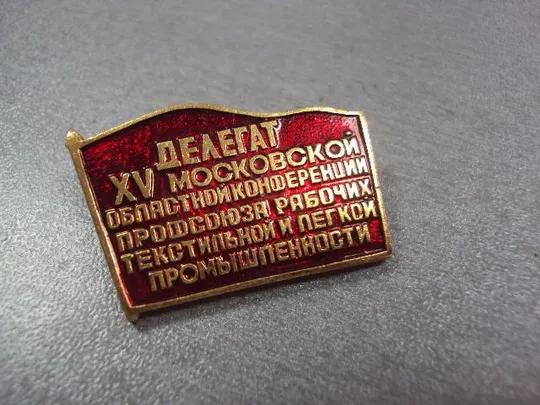 ДЕЛЕГАТ
XV МОСКОВСКОЙ
ОБЛАСТНОЙ КОНФЕРЕНЦИИ
ПРОФСОЮЗА РАБОЧИХ
ТЕКСТИЛЬНОЙ И ЛЕГКОЙ
ПРОМЫШЛЕННОСТИ